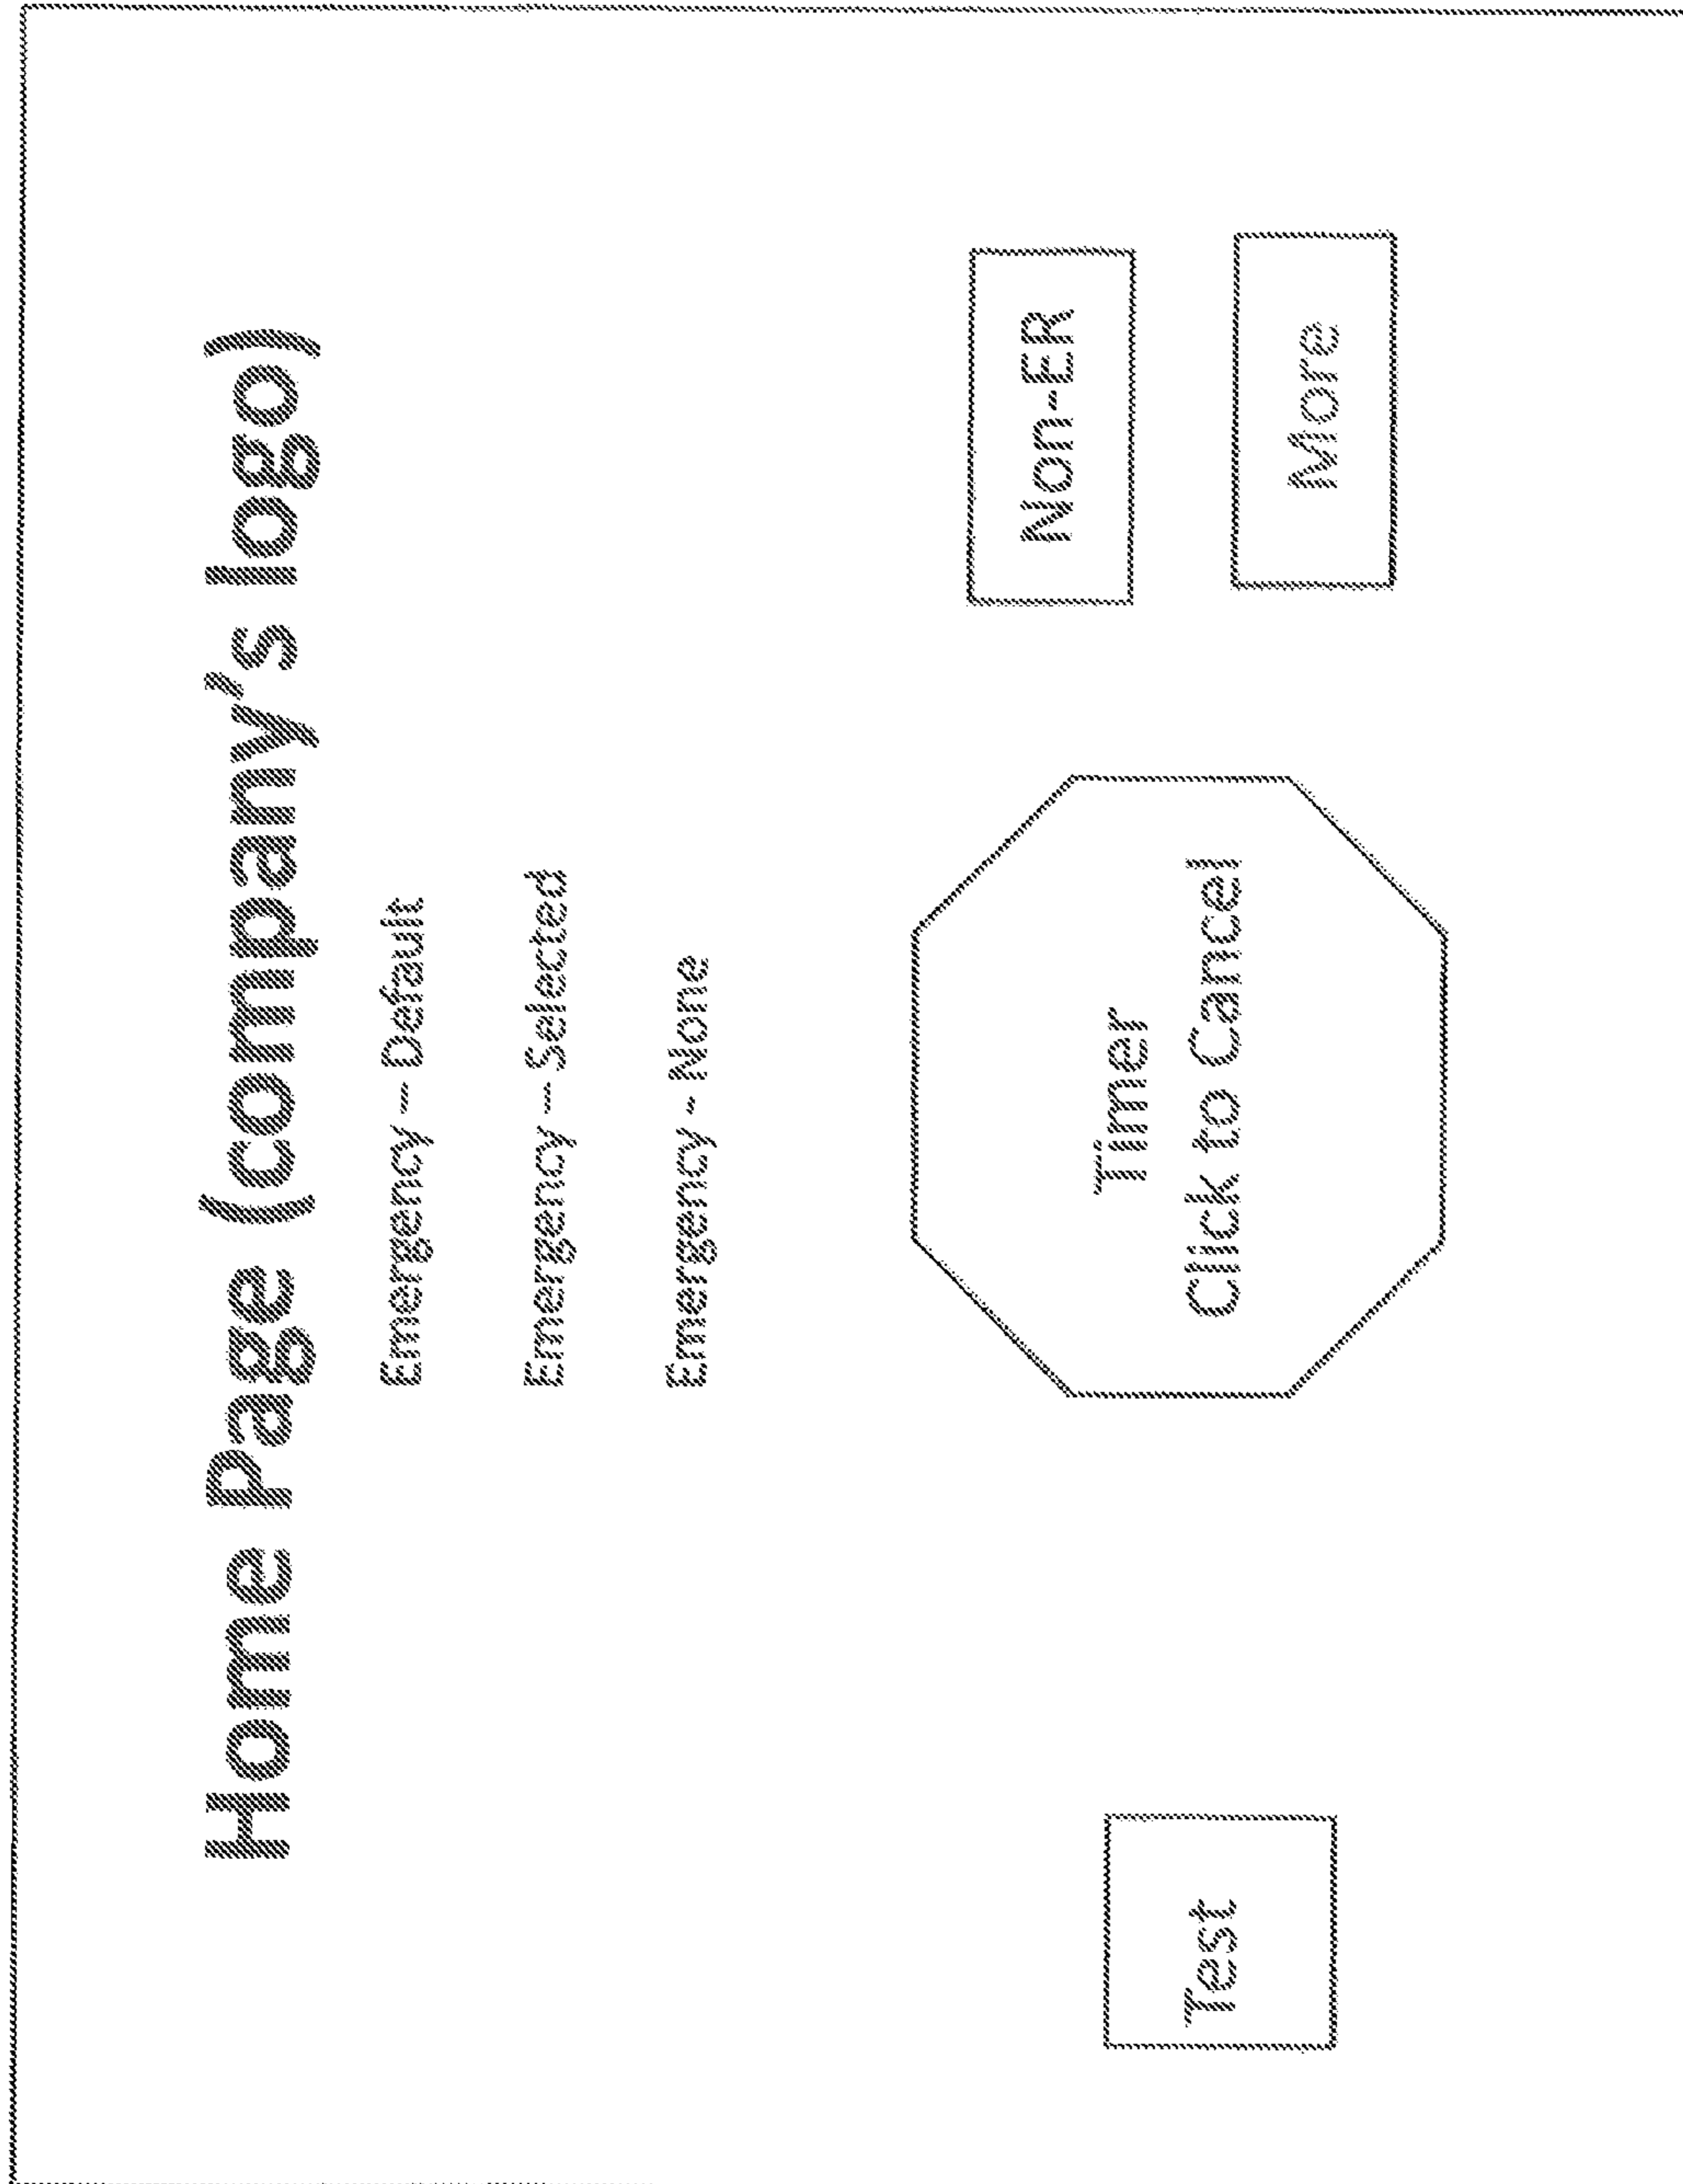 Home Page (company's logo)
Emergency – Default
Emergency – Selected
Emergency - None
Test
Timer
Click to Cancel
Non-ER
More